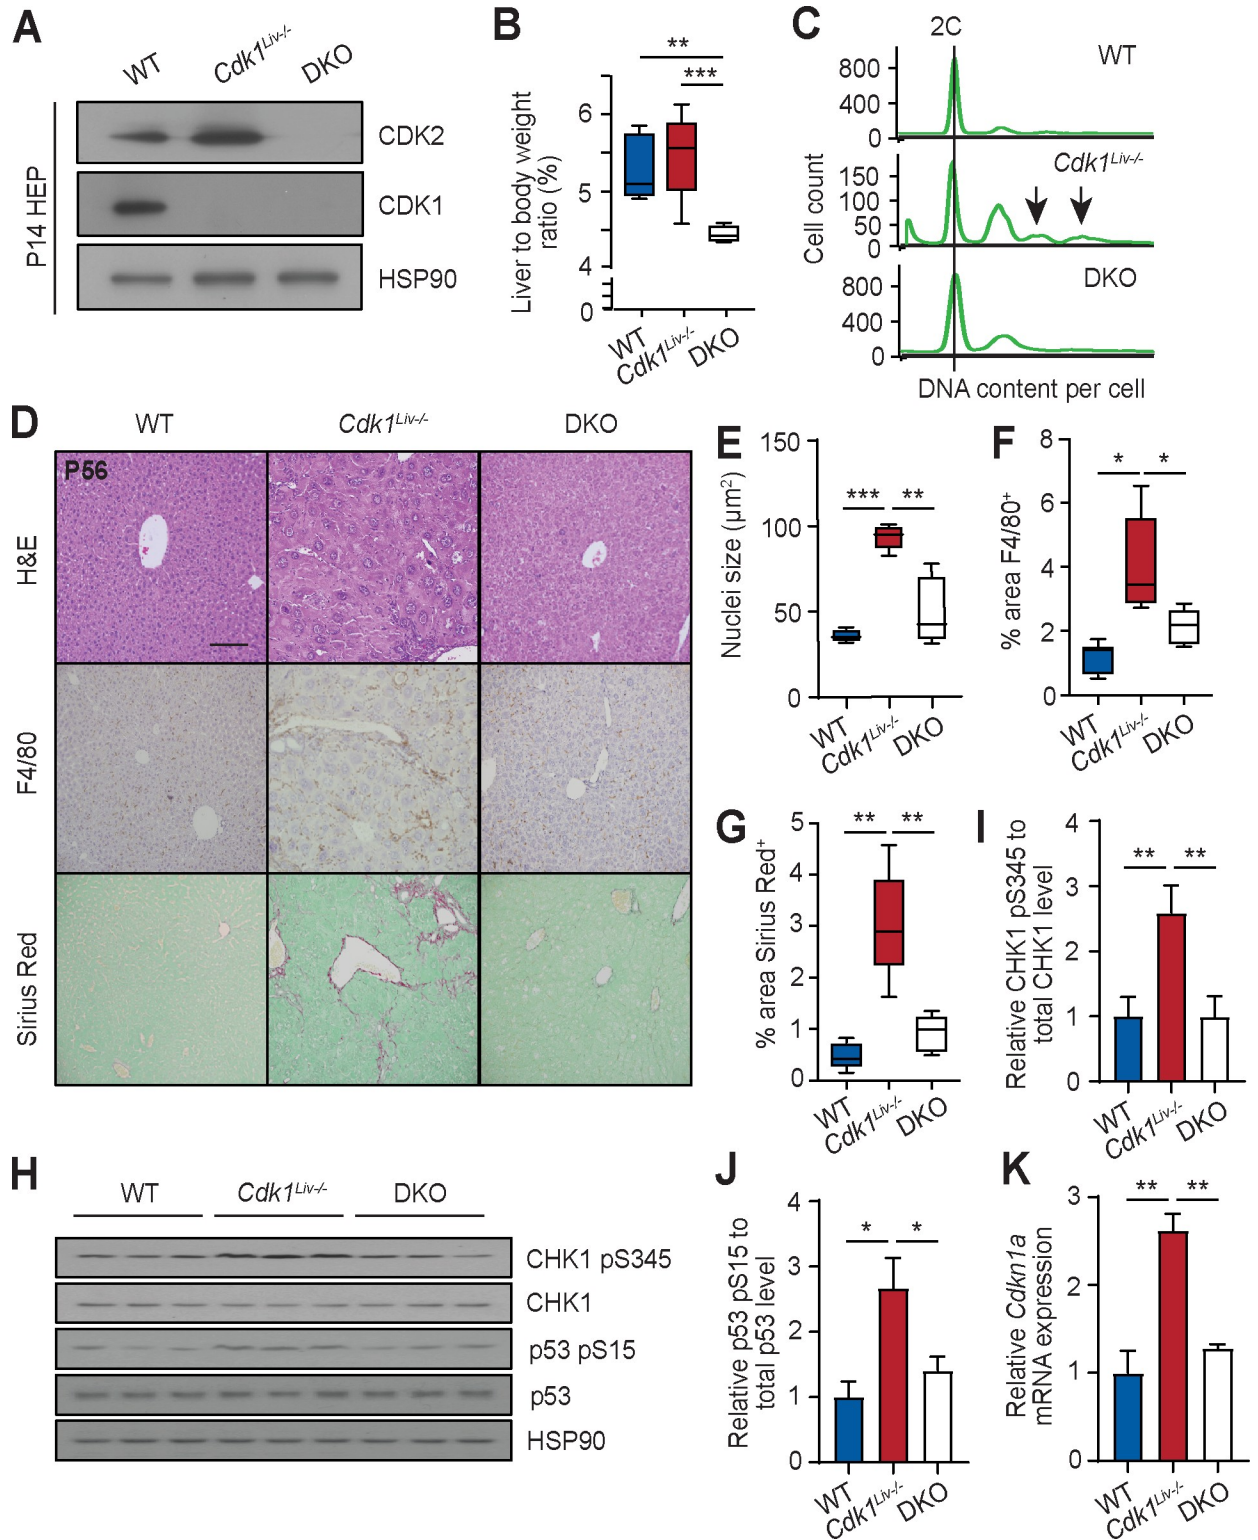 A
WT
Cdk1Liv-/-
DKO
P14 HEP
CDK2
CDK1
HSP90
B
**
***
Liver to body weight
ratio (%)
6
5
4
0
WT
Cdk1Liv-/-
DKO
C
2C
WT
800
400
0
Cdk1Liv-/-
150
100
50
0
DKO
800
400
0
Cell count
DNA content per cell
D
WT
Cdk1Liv-/-
DKO
P56
H&E
F4/80
Sirius Red
E
150
100
50
0
***
**
Nuclei size (µm2)
WT
Cdk1Liv-/-
DKO
F
8
6
4
2
0
*
*
% area F4/80+
WT
Cdk1Liv-/-
DKO
G
5
4
3
2
1
0
**
**
% area Sirius Red+
WT
Cdk1Liv-/-
DKO
I
4
3
2
1
0
**
**
Relative CHK1 pS345 to
total CHK1 level
WT
Cdk1Liv-/-
DKO
H
WT
Cdk1Liv-/-
DKO
CHK1 pS345
CHK1
p53 pS15
p53
HSP90
J
4
3
2
1
0
*
*
Relative p53 pS15 to
total p53 level
WT
Cdk1Liv-/-
DKO
K
3
2
1
0
**
**
Relative Cdkn1a
mRNA expression
WT
Cdk1Liv-/-
DKO